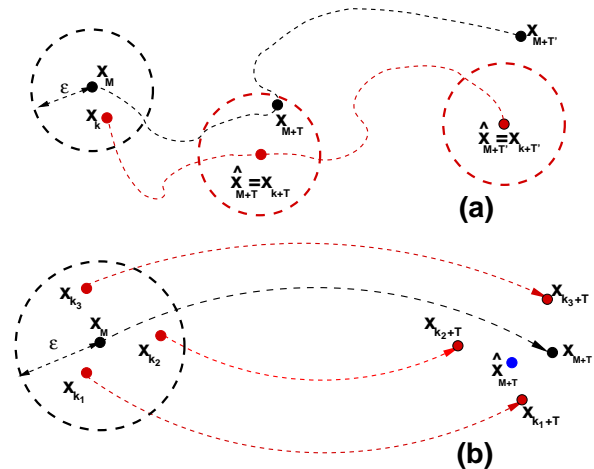 X_M
ε
X_k
X_{M+T}
X_{M+T'}
X̂_{M+T}=X_{k+T}
X̂_{M+T'}=X_{k+T'}
(a)
X_{k_3}
X_M
ε
X_{k_2}
X_{k_1}
X_{k_3+T}
X_{k_2+T}
X_{M+T}
X̂_{M+T}
X_{k_1+T}
(b)